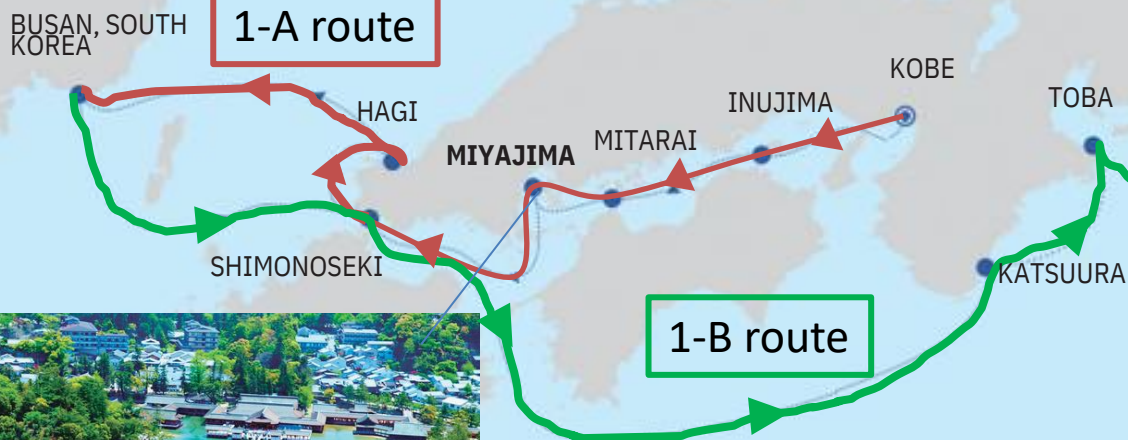 BUSAN, SOUTH
KOREA
1-A route
HAGI
MIYAJIMA
MITARAI
INUJIMA
KOBE
TOBA
SHIMONOSEKI
KATSUURA
1-B route